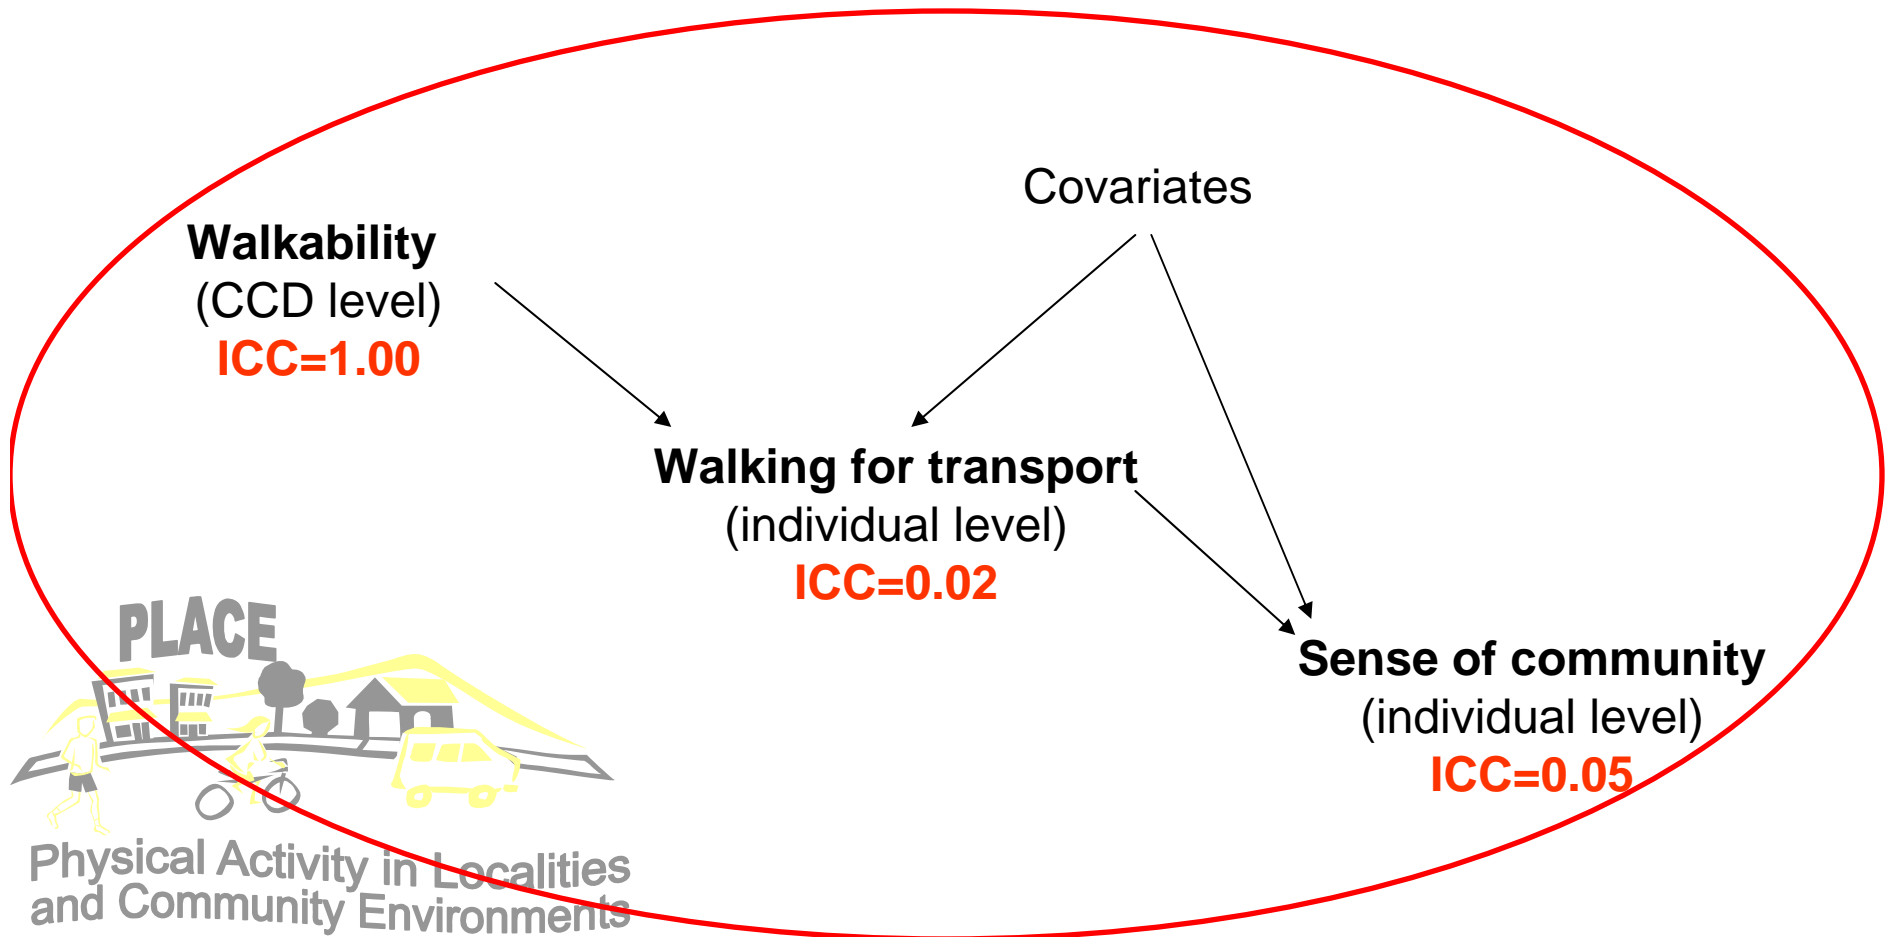 Covariates
Walkability
(CCD level)
ICC=1.00
Walking for transport
(individual level)
ICC=0.02
Sense of community
(individual level)
ICC=0.05
PLACE
Physical Activity in Localities
and Community Environments